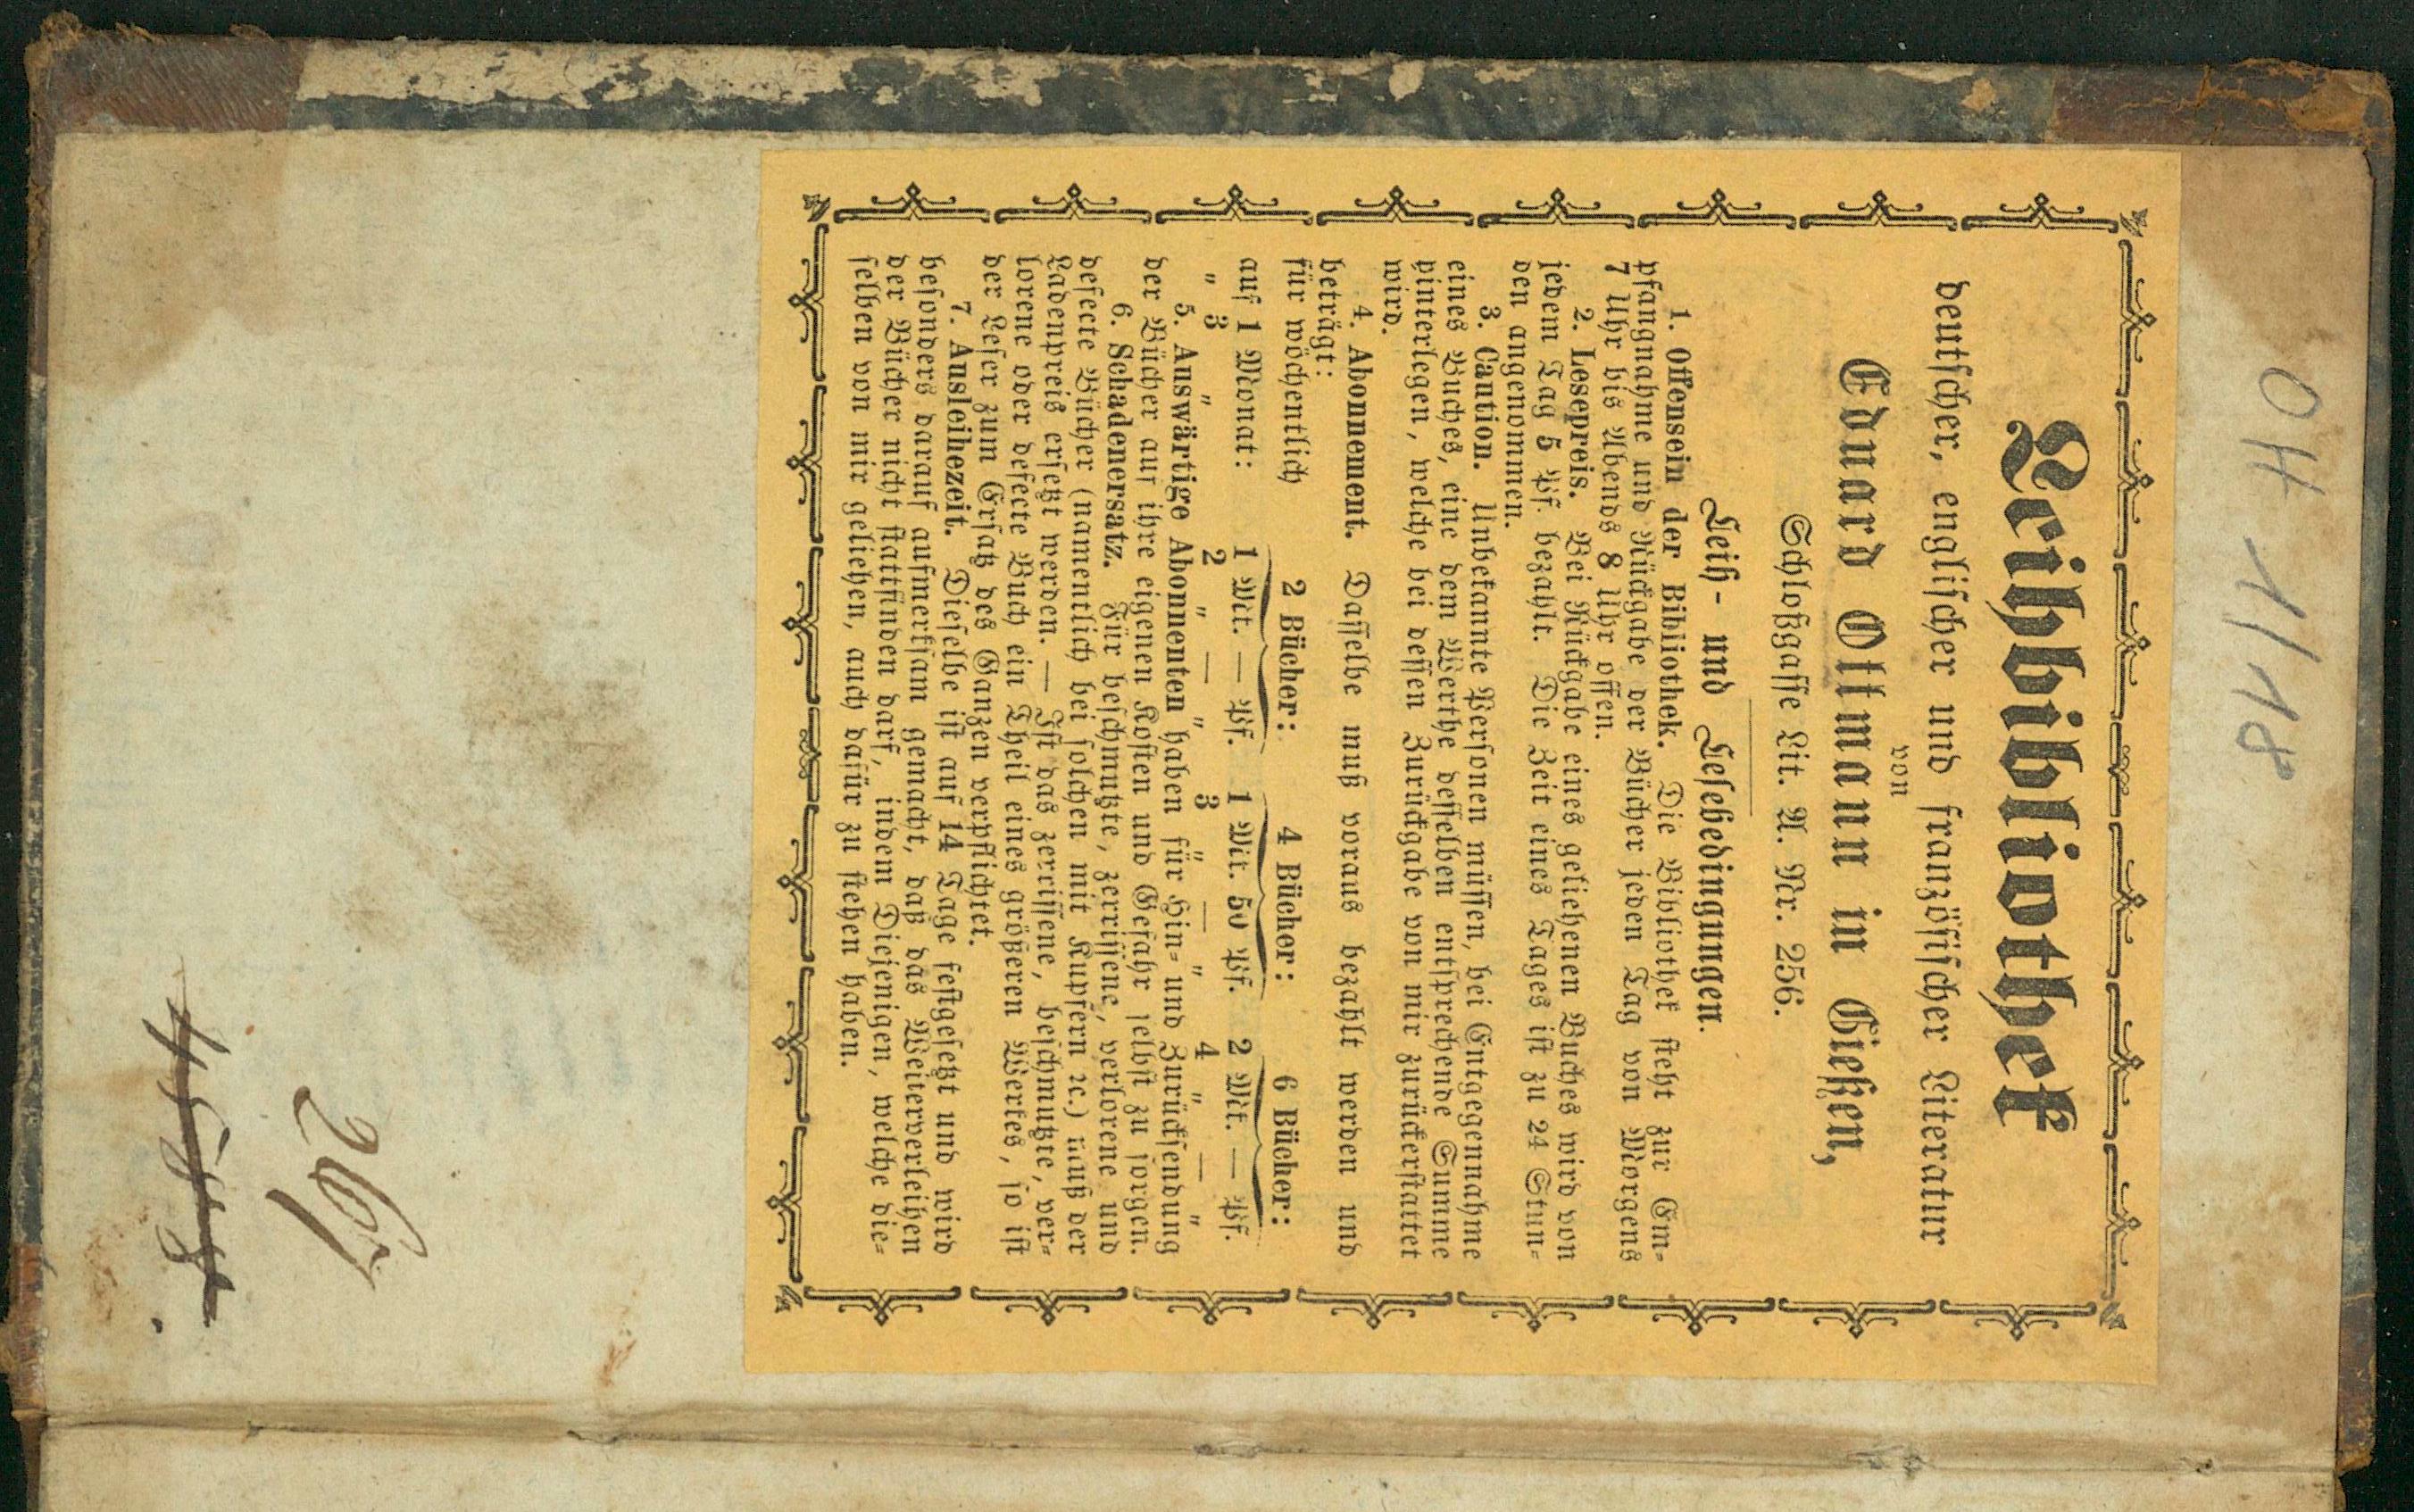 OH 1/18
Leihbibliothek
deutscher, englischer und französischer Literatur
von
Eduard Ottmann in Gießen,
Schloßgasse Lit. A. Nr. 256.
Leih- und Lesebedingungen.
1. Offensein der Bibliothek. Die Bibliothek steht zur Em-
pfangnahme und Rückgabe der Bücher jeden Tag von Morgens
7 Uhr bis Abends 8 Uhr offen.
2. Lesepreis. Bei Rückgabe eines geliehenen Buches wird von
jedem Tag 5 Pf. bezahlt. Die Zeit eines Tages ist zu 24 Stun-
den angenommen.
3. Caution. Unbekannte Personen müssen, bei Entgegennahme
eines Buches, eine dem Werthe desselben entsprechende Summe
hinterlegen, welche bei dessen Zurückgabe von mir zurückerstattet
wird.
4. Abonnement. Dasselbe muß voraus bezahlt werden und
beträgt:
für wöchentlich 2 Bücher: 4 Bücher: 6 Bücher:
auf 1 Monat: 1 Mk. — Pf. 1 Mk. 50 Pf. 2 Mk. — Pf.
" 3 " 2 " — " 3 " — " 4 " — "
5. Auswärtige Abonnenten haben für Hin- und Zurücksendung
der Bücher auf ihre eigenen Kosten und Gefahr selbst zu sorgen.
6. Schadenersatz. Für beschmutzte, zerrissene, verlorene und
defecte Bücher (namentlich bei solchen mit Kupfern ꝛc.) muß der
Ladenpreis ersetzt werden. — Ist das zerrissene, beschmutzte, ver-
lorene oder defecte Buch ein Theil eines größeren Werkes, so ist
der Leser zum Ersatz des Ganzen verpflichtet.
7. Ausleihezeit. Dieselbe ist auf 14 Tage festgesetzt und wird
besonders darauf aufmerksam gemacht, daß das Weiterverleihen
der Bücher nicht stattfinden darf, indem Diejenigen, welche die-
selben von mir geliehen, auch dafür zu stehen haben.
267